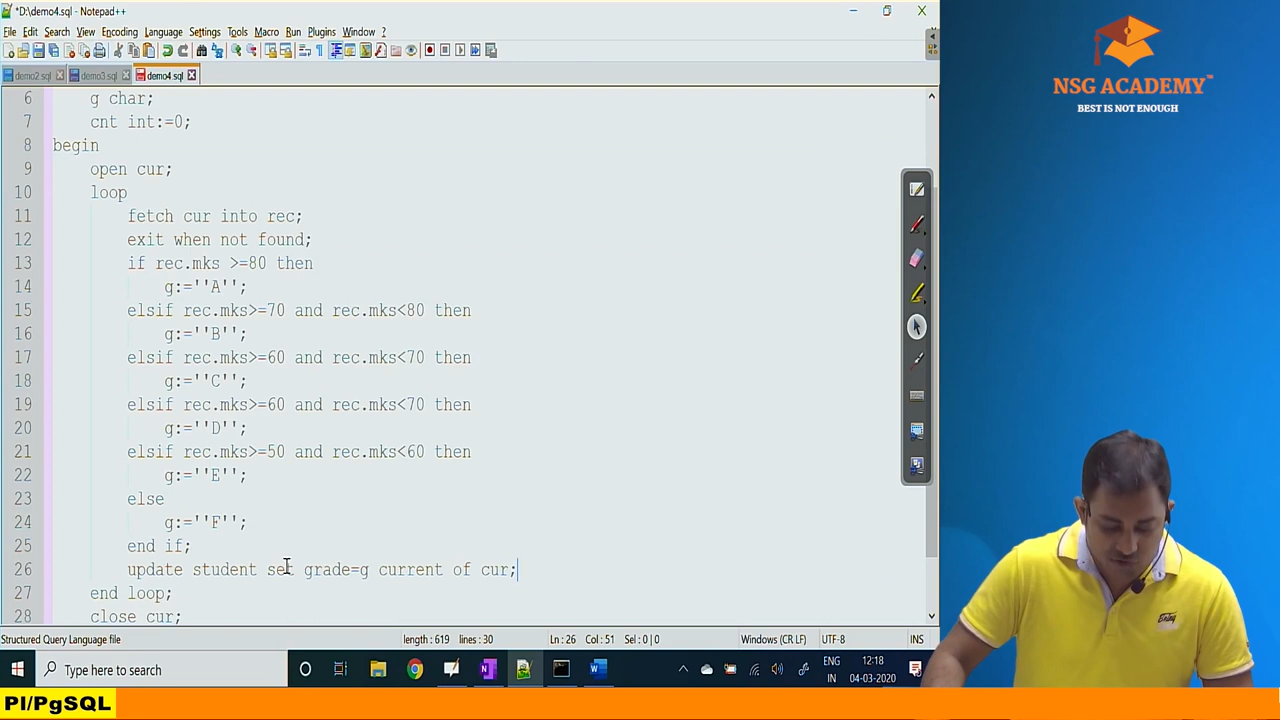 *D:\demo4.sql - Notepad++
File Edit Search View Encoding Language Settings Tools Macro Run Plugins Window ?
demo2.sql demo3.sql demo4.sql
6 g char;
7 cnt int:=0;
8 begin
9 open cur;
10 loop
11 fetch cur into rec;
12 exit when not found;
13 if rec.mks >=80 then
14 g:=''A'';
15 elsif rec.mks>=70 and rec.mks<80 then
16 g:=''B'';
17 elsif rec.mks>=60 and rec.mks<70 then
18 g:=''C'';
19 elsif rec.mks>=60 and rec.mks<70 then
20 g:=''D'';
21 elsif rec.mks>=50 and rec.mks<60 then
22 g:=''E'';
23 else
24 g:=''F'';
25 end if;
26 update student set grade=g current of cur;
27 end loop;
28 close cur;
Structured Query Language file length : 619 lines : 30 Ln : 26 Col : 51 Sel : 0 | 0 Windows (CR LF) UTF-8 INS
Type here to search
ENG
IN
12:18
04-03-2020
NSG ACADEMY™
BEST IS NOT ENOUGH
Pl/PgSQL